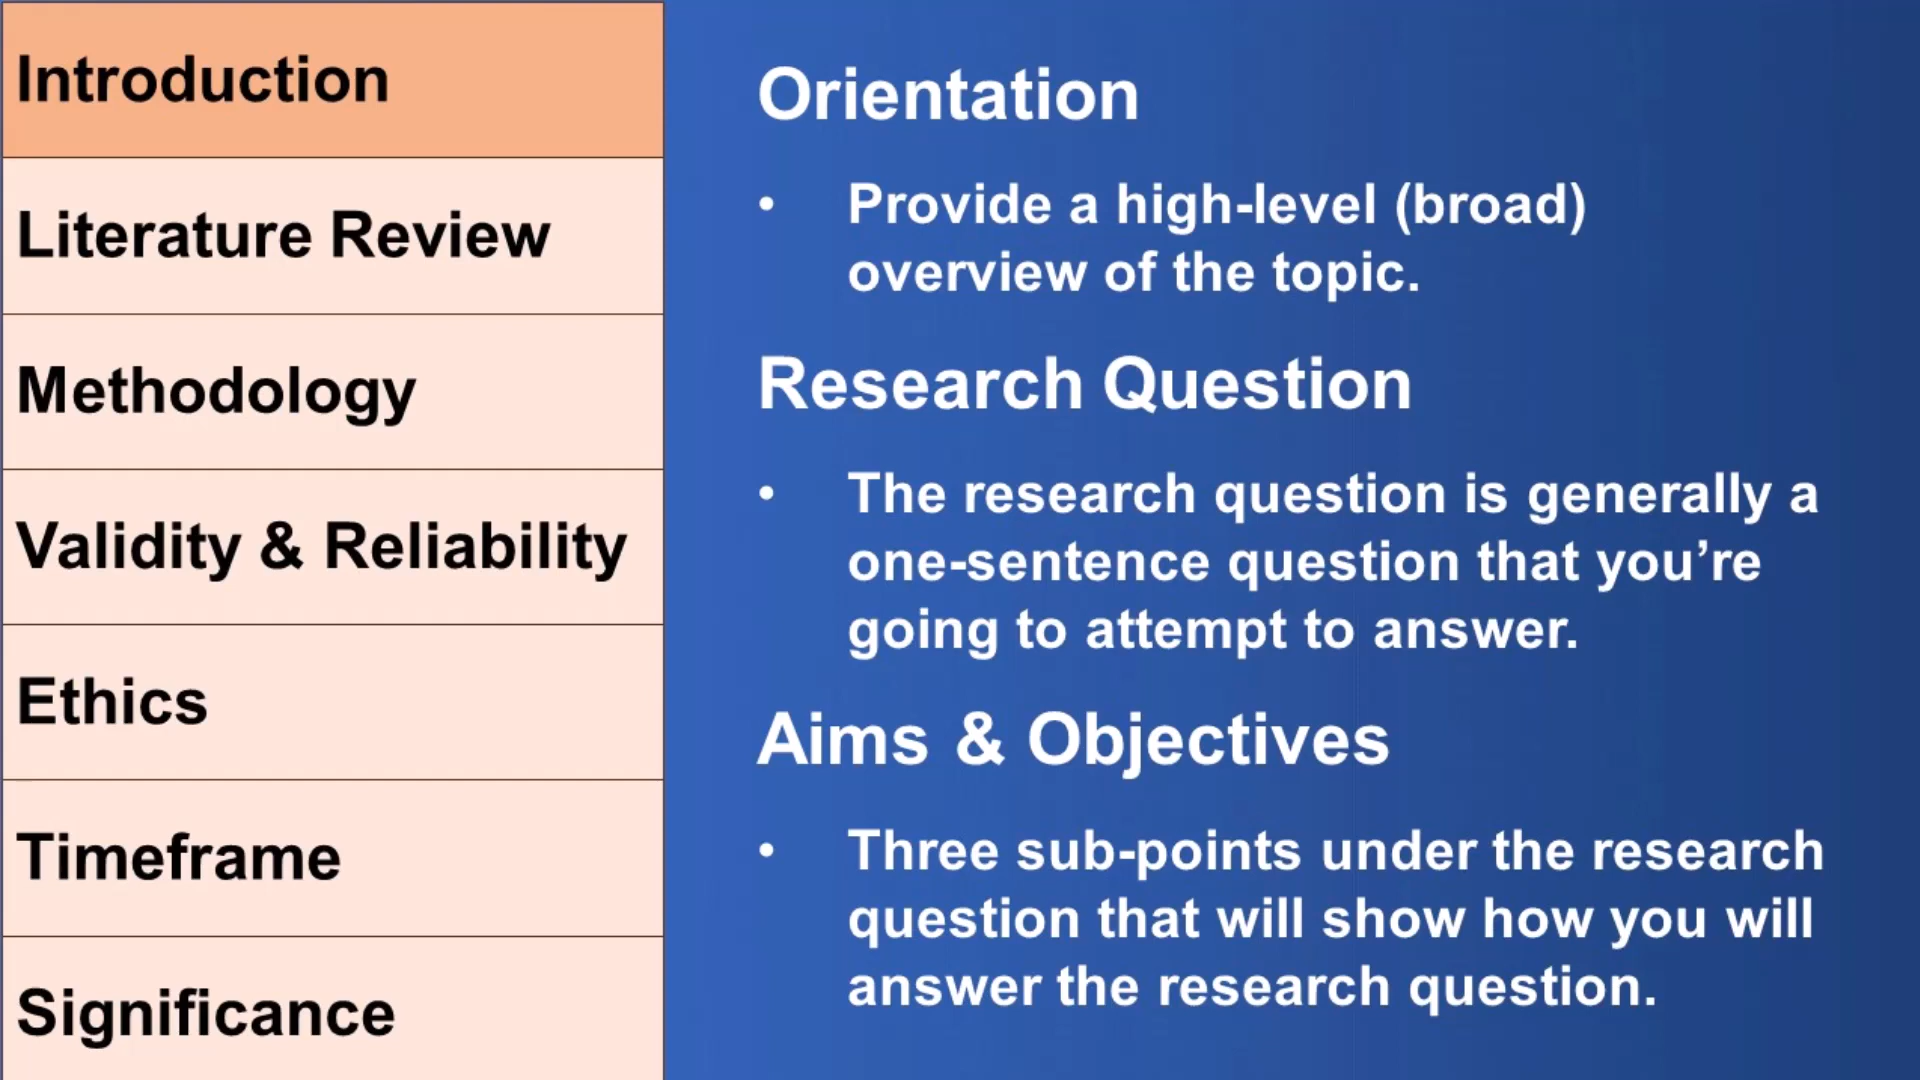 Introduction
Literature Review
Methodology
Validity & Reliability
Ethics
Timeframe
Significance
Orientation
• Provide a high-level (broad)
overview of the topic.
Research Question
• The research question is generally a
one-sentence question that you’re
going to attempt to answer.
Aims & Objectives
• Three sub-points under the research
question that will show how you will
answer the research question.